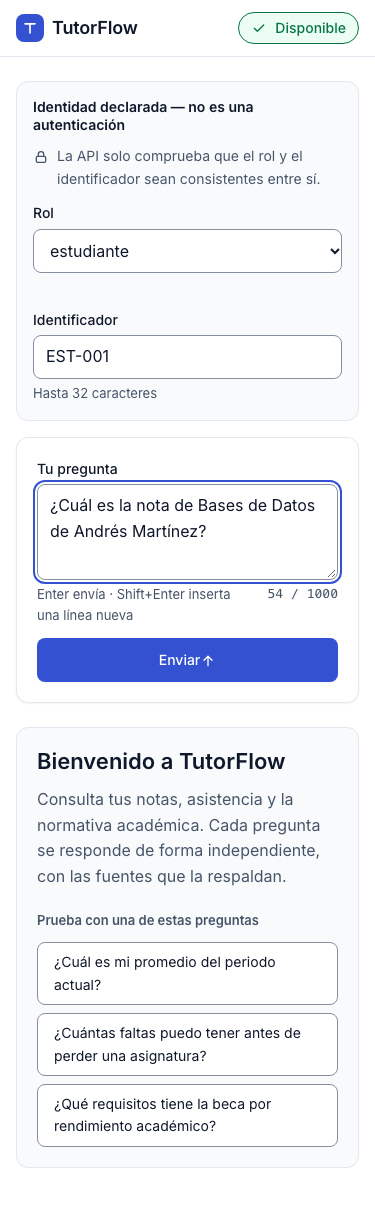 T TutorFlow
Disponible
Identidad declarada — no es una
autenticación
La API solo comprueba que el rol y el
identificador sean consistentes entre sí.
Rol
estudiante
Identificador
EST-001
Hasta 32 caracteres
Tu pregunta
¿Cuál es la nota de Bases de Datos
de Andrés Martínez?
Enter envía · Shift+Enter inserta
una línea nueva
54 / 1000
Enviar↑
Bienvenido a TutorFlow
Consulta tus notas, asistencia y la
normativa académica. Cada pregunta
se responde de forma independiente,
con las fuentes que la respaldan.
Prueba con una de estas preguntas
¿Cuál es mi promedio del periodo
actual?
¿Cuántas faltas puedo tener antes de
perder una asignatura?
¿Qué requisitos tiene la beca por
rendimiento académico?